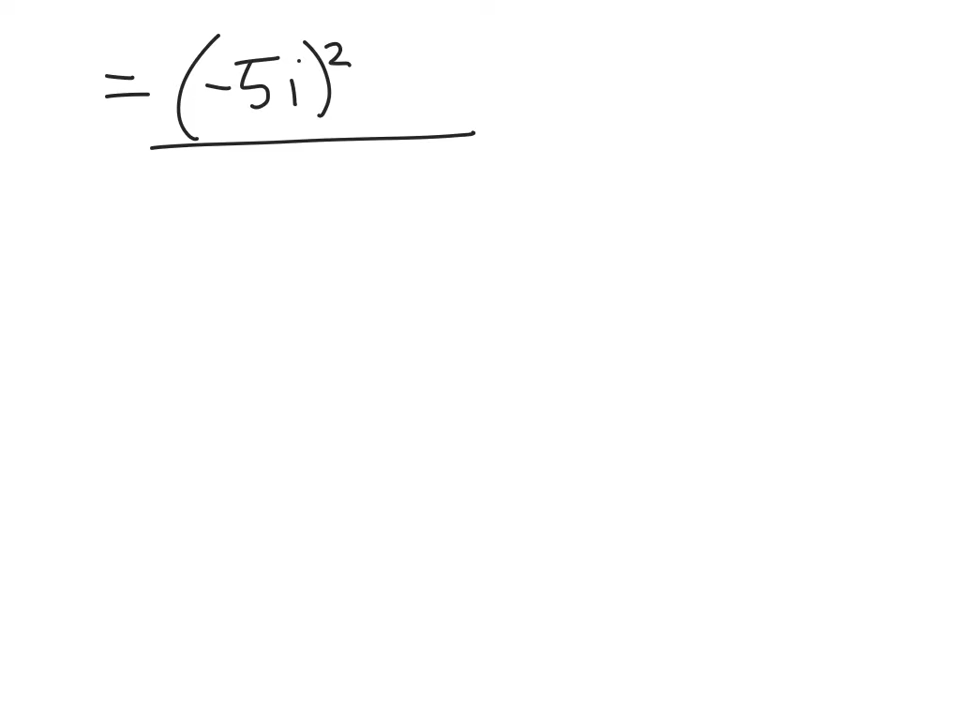 = (-5i)²